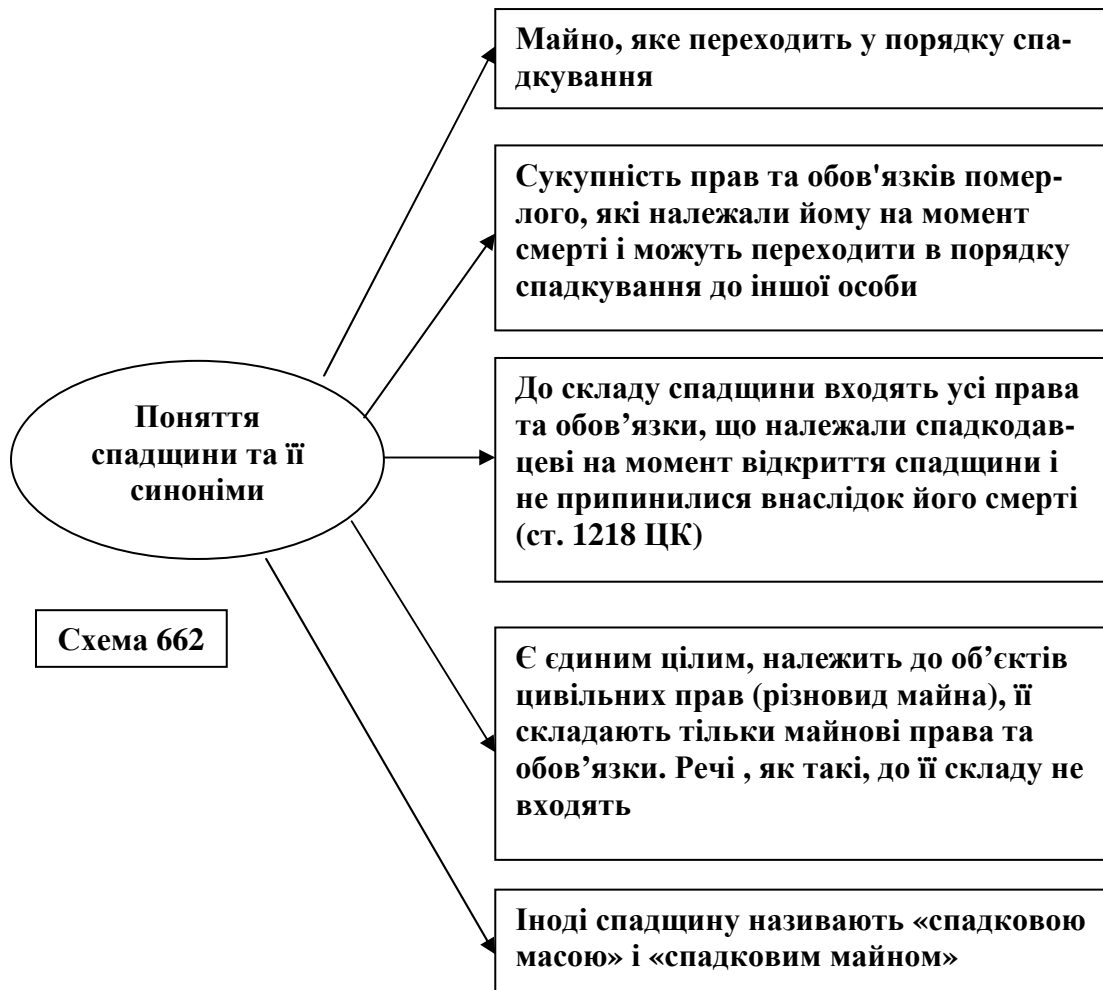 Майно, яке переходить у порядку спа-
дкування
Сукупність прав та обов'язків помер-
лого, які належали йому на момент
смерті і можуть переходити в порядку
спадкування до іншої особи
Поняття
спадщини та її
синоніми
До складу спадщини входять усі права
та обов’язки, що належали спадкодав-
цеві на момент відкриття спадщини і
не припинилися внаслідок його смерті
(ст. 1218 ЦК)
Схема 662
Є єдиним цілим, належить до об’єктів
цивільних прав (різновид майна), її
складають тільки майнові права та
обов’язки. Речі , як такі, до її складу не
входять
Іноді спадщину називають «спадковою
масою» і «спадковим майном»